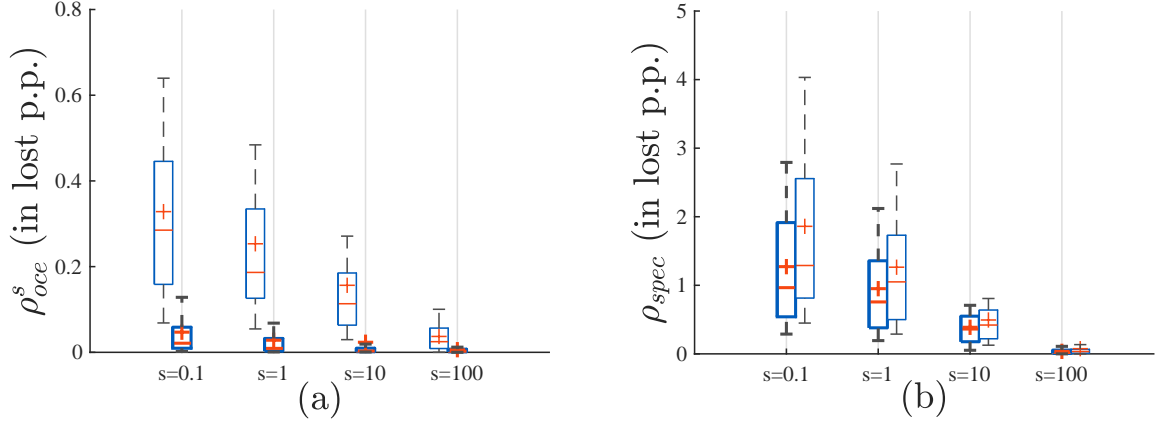 0.8
0.6
0.4
0.2
0
ρ^s_oce (in lost p.p.)
s=0.1 s=1 s=10 s=100
(a)
5
4
3
2
1
0
ρ_spec (in lost p.p.)
s=0.1 s=1 s=10 s=100
(b)